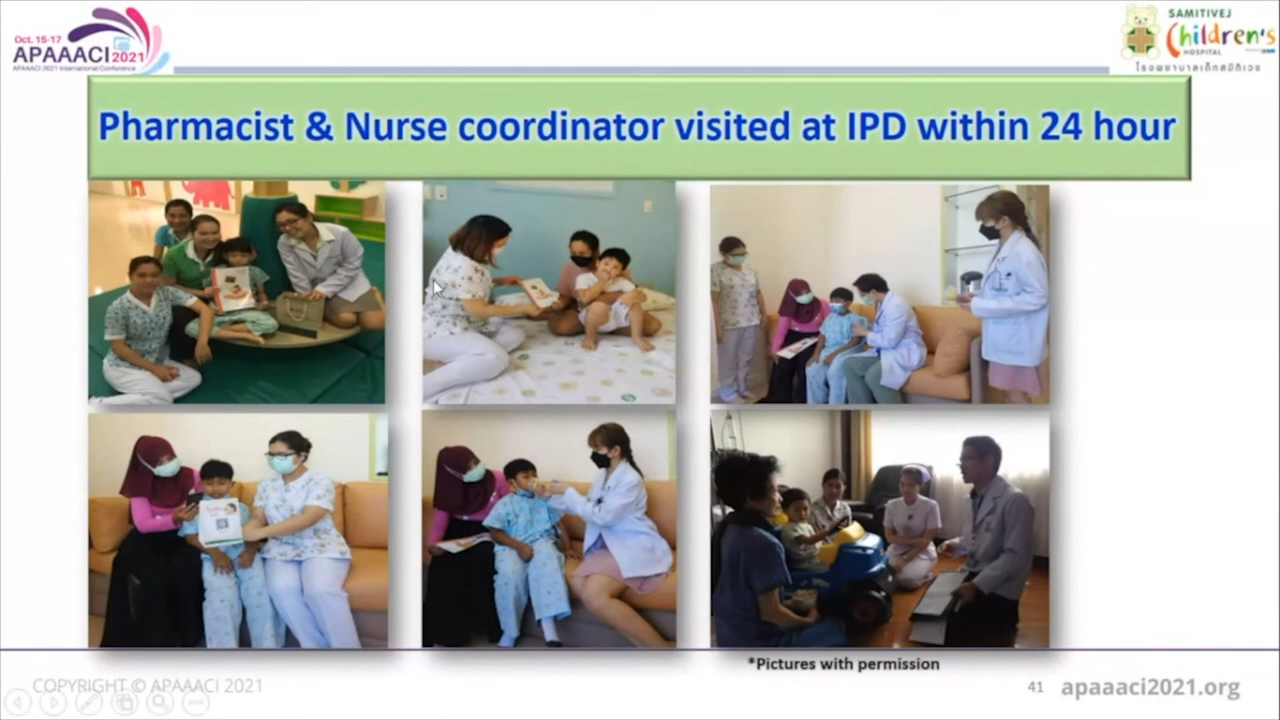 Oct. 15-17
APAAACI 2021
APAAACI 2021 International Conference
SAMITIVEJ
Children's
HOSPITAL
โรงพยาบาลเด็กสมิติเวช
Pharmacist & Nurse coordinator visited at IPD within 24 hour
*Pictures with permission
COPYRIGHT © APAAACI 2021
41
apaaaci2021.org